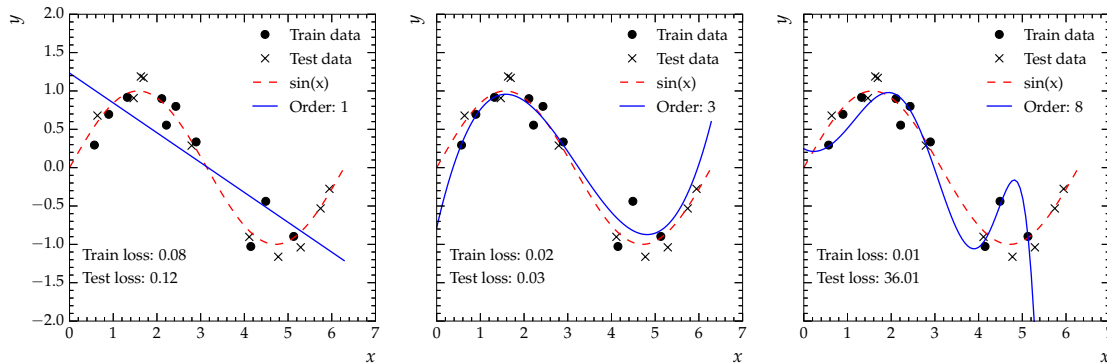 y
2.0
1.5
1.0
0.5
0.0
−0.5
−1.0
−1.5
−2.0
0 1 2 3 4 5 6 7
x
Train data
Test data
sin(x)
Order: 1
Train loss: 0.08
Test loss: 0.12
y
0 1 2 3 4 5 6 7
x
Train data
Test data
sin(x)
Order: 3
Train loss: 0.02
Test loss: 0.03
y
0 1 2 3 4 5 6 7
x
Train data
Test data
sin(x)
Order: 8
Train loss: 0.01
Test loss: 36.01